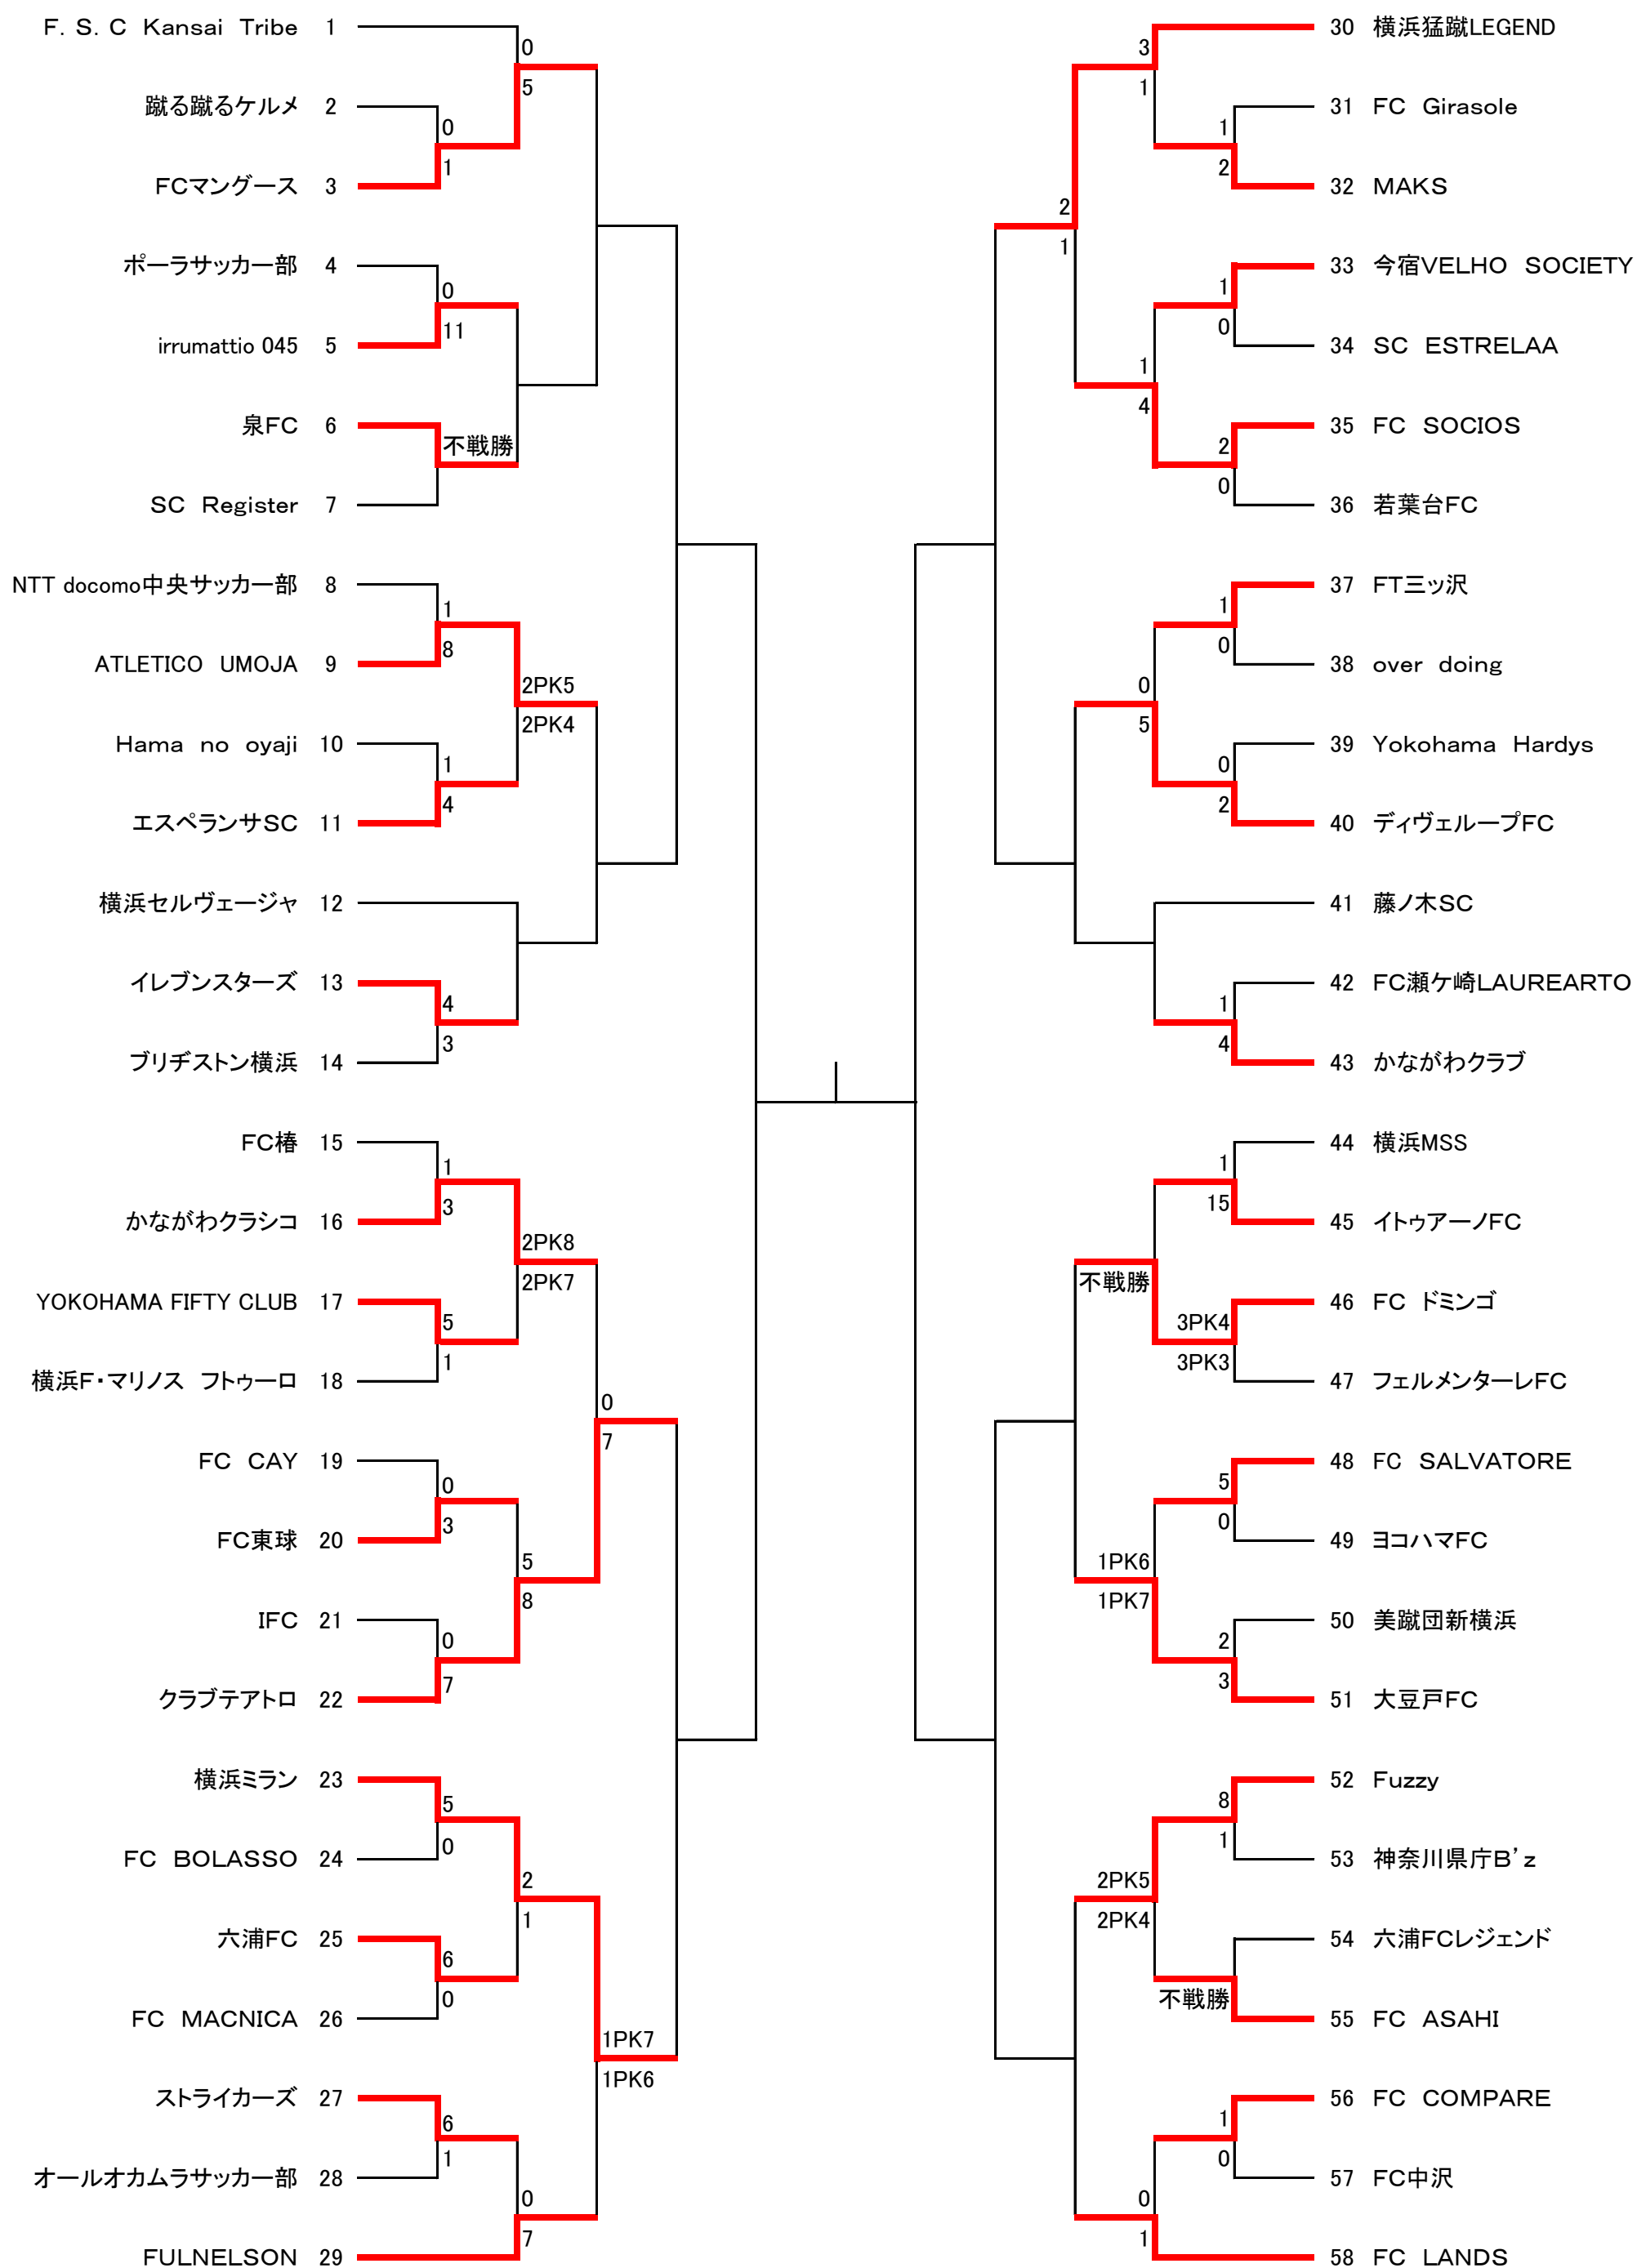 F．S．C　Kansai　Tribe 1
0
5
蹴る蹴るケルメ 2
0
1
FCマングース 3
ポーラサッカー部 4
0
11
irrumattio 045 5
泉FC 6
不戦勝
SC　Register 7
NTT docomo中央サッカー部 8
1
8
ATLETICO　UMOJA 9
2PK5
2PK4
Hama　no　oyaji 10
1
4
エスペランサSC 11
横浜セルヴェージャ 12
イレブンスターズ 13
4
3
ブリヂストン横浜 14
FC椿 15
1
3
かながわクラシコ 16
2PK8
2PK7
YOKOHAMA FIFTY CLUB 17
5
1
横浜F・マリノス　フトゥーロ 18
0
7
FC　CAY 19
0
3
FC東球 20
5
8
IFC 21
0
7
クラブテアトロ 22
横浜ミラン 23
5
0
FC　BOLASSO 24
2
1
六浦FC 25
6
0
FC　MACNICA 26
1PK7
1PK6
ストライカーズ 27
6
1
オールオカムラサッカー部 28
0
7
FULNELSON 29
30 横浜猛蹴LEGEND
3
1
31 FC　Girasole
1
2
32 MAKS
2
1
33 今宿VELHO　SOCIETY
1
0
34 SC　ESTRELAA
1
4
35 FC　SOCIOS
2
0
36 若葉台FC
37 FT三ッ沢
1
0
38 over　doing
0
5
39 Yokohama　Hardys
0
2
40 ディヴェループFC
41 藤ノ木SC
42 FC瀬ケ崎LAUREARTO
1
4
43 かながわクラブ
44 横浜MSS
1
15
45 イトゥアーノFC
不戦勝
46 FC　ドミンゴ
3PK4
3PK3
47 フェルメンターレFC
48 FC　SALVATORE
5
0
49 ヨコハマFC
1PK6
1PK7
50 美蹴団新横浜
2
3
51 大豆戸FC
52 Fuzzy
8
1
53 神奈川県庁B’z
2PK5
2PK4
54 六浦FCレジェンド
不戦勝
55 FC　ASAHI
56 FC　COMPARE
1
0
57 FC中沢
0
1
58 FC　LANDS